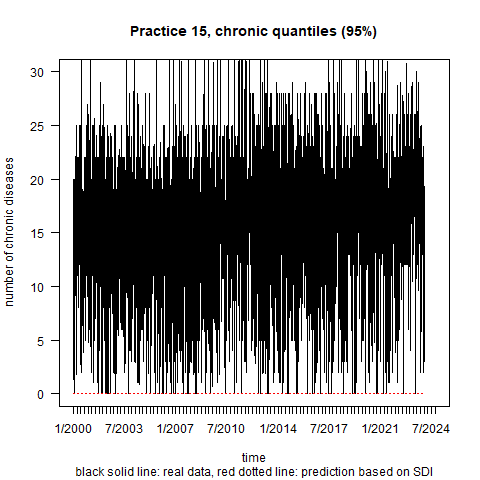 Practice 15, chronic quantiles (95%)
number of chronic diseases
30
25
20
15
10
5
0
1/2000 7/2003 1/2007 7/2010 1/2014 7/2017 1/2021 7/2024
time
black solid line: real data, red dotted line: prediction based on SDI